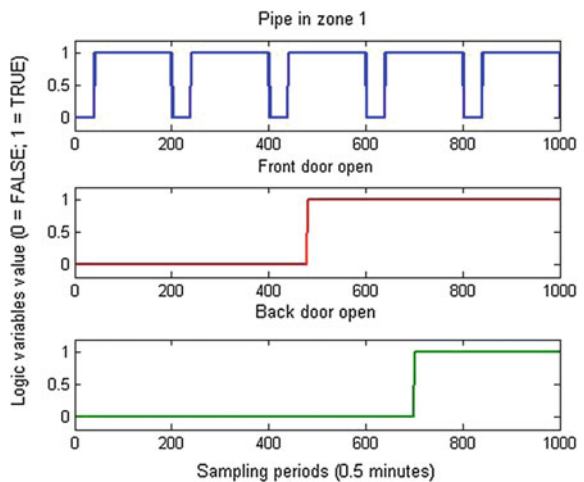 Pipe in zone 1
1
0.5
0
0 200 400 600 800 1000
Front door open
1
0.5
0
0 200 400 600 800 1000
Back door open
1
0.5
0
0 200 400 600 800 1000
Sampling periods (0.5 minutes)
Logic variables value (0 = FALSE; 1 = TRUE)